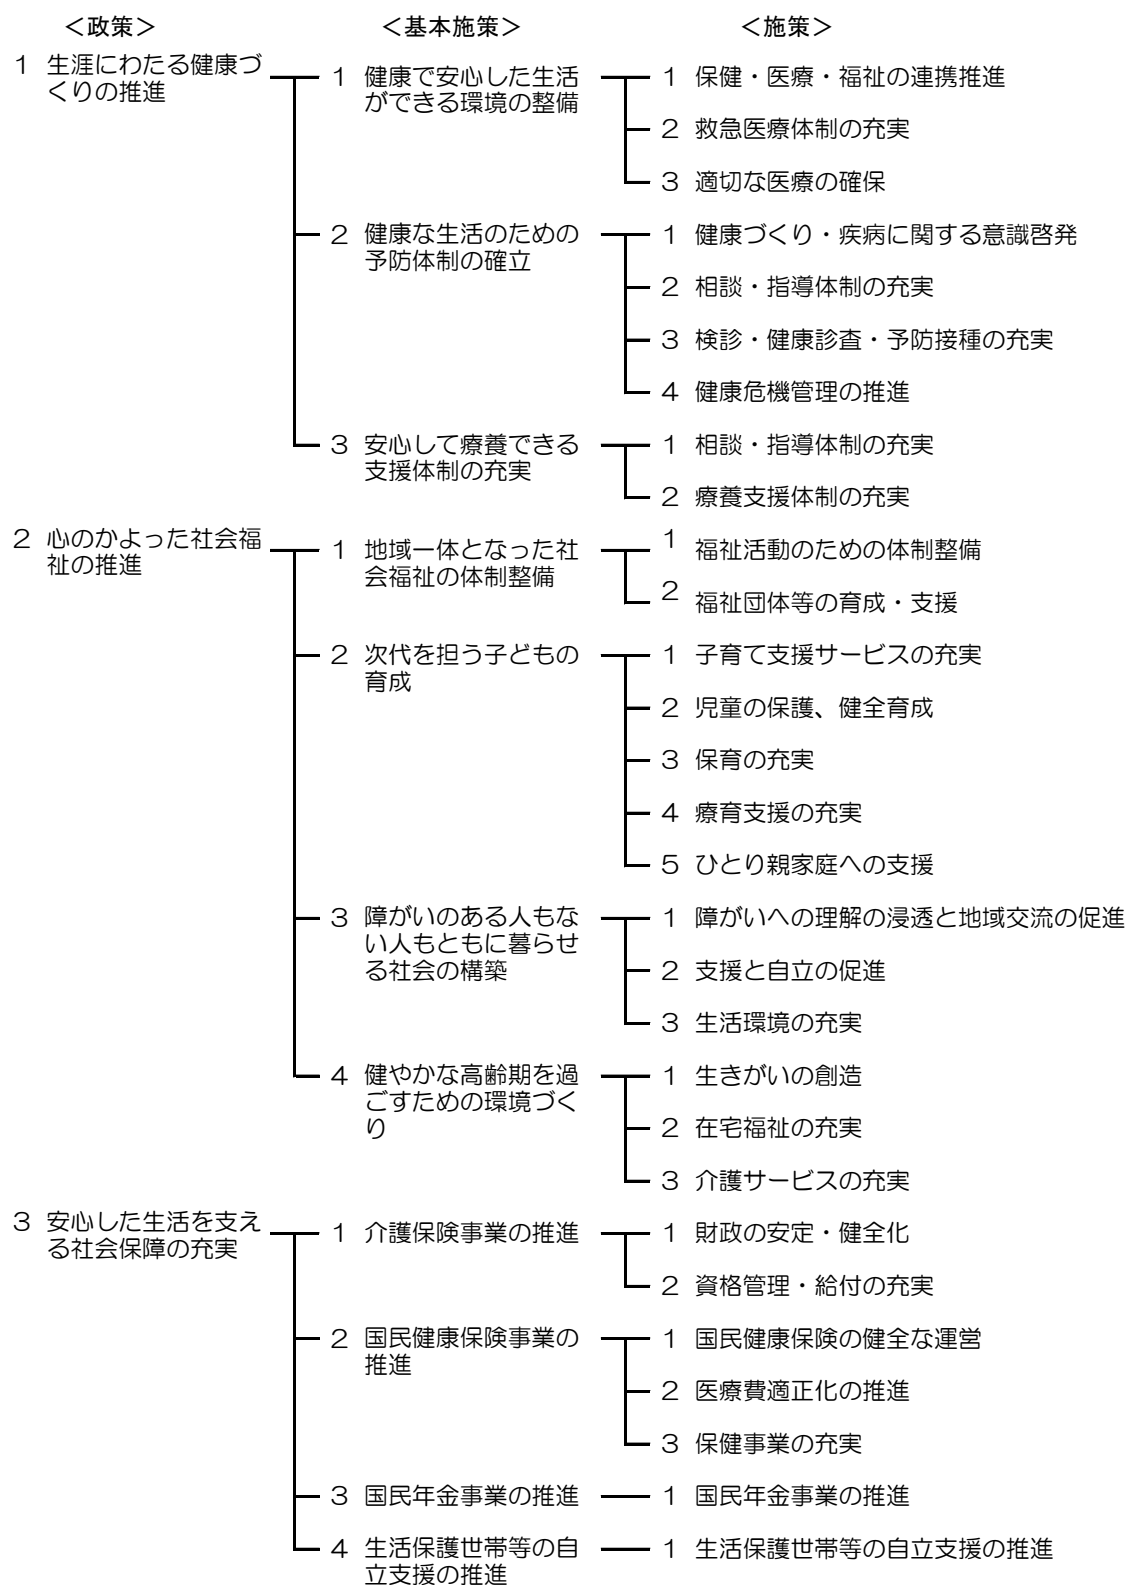 ＜政策＞ ＜基本施策＞ ＜施策＞
1 生涯にわたる健康づ
くりの推進
1 健康で安心した生活
ができる環境の整備
1 保健・医療・福祉の連携推進
2 救急医療体制の充実
3 適切な医療の確保
2 健康な生活のための
予防体制の確立
1 健康づくり・疾病に関する意識啓発
2 相談・指導体制の充実
3 検診・健康診査・予防接種の充実
4 健康危機管理の推進
3 安心して療養できる
支援体制の充実
1 相談・指導体制の充実
2 療養支援体制の充実
2 心のかよった社会福
祉の推進
1 地域一体となった社
会福祉の体制整備
1 福祉活動のための体制整備
2 福祉団体等の育成・支援
2 次代を担う子どもの
育成
1 子育て支援サービスの充実
2 児童の保護、健全育成
3 保育の充実
4 療育支援の充実
5 ひとり親家庭への支援
3 障がいのある人もな
い人もともに暮らせ
る社会の構築
1 障がいへの理解の浸透と地域交流の促進
2 支援と自立の促進
3 生活環境の充実
4 健やかな高齢期を過
ごすための環境づく
り
1 生きがいの創造
2 在宅福祉の充実
3 介護サービスの充実
3 安心した生活を支え
る社会保障の充実
1 介護保険事業の推進
1 財政の安定・健全化
2 資格管理・給付の充実
2 国民健康保険事業の
推進
1 国民健康保険の健全な運営
2 医療費適正化の推進
3 保健事業の充実
3 国民年金事業の推進
1 国民年金事業の推進
4 生活保護世帯等の自
立支援の推進
1 生活保護世帯等の自立支援の推進